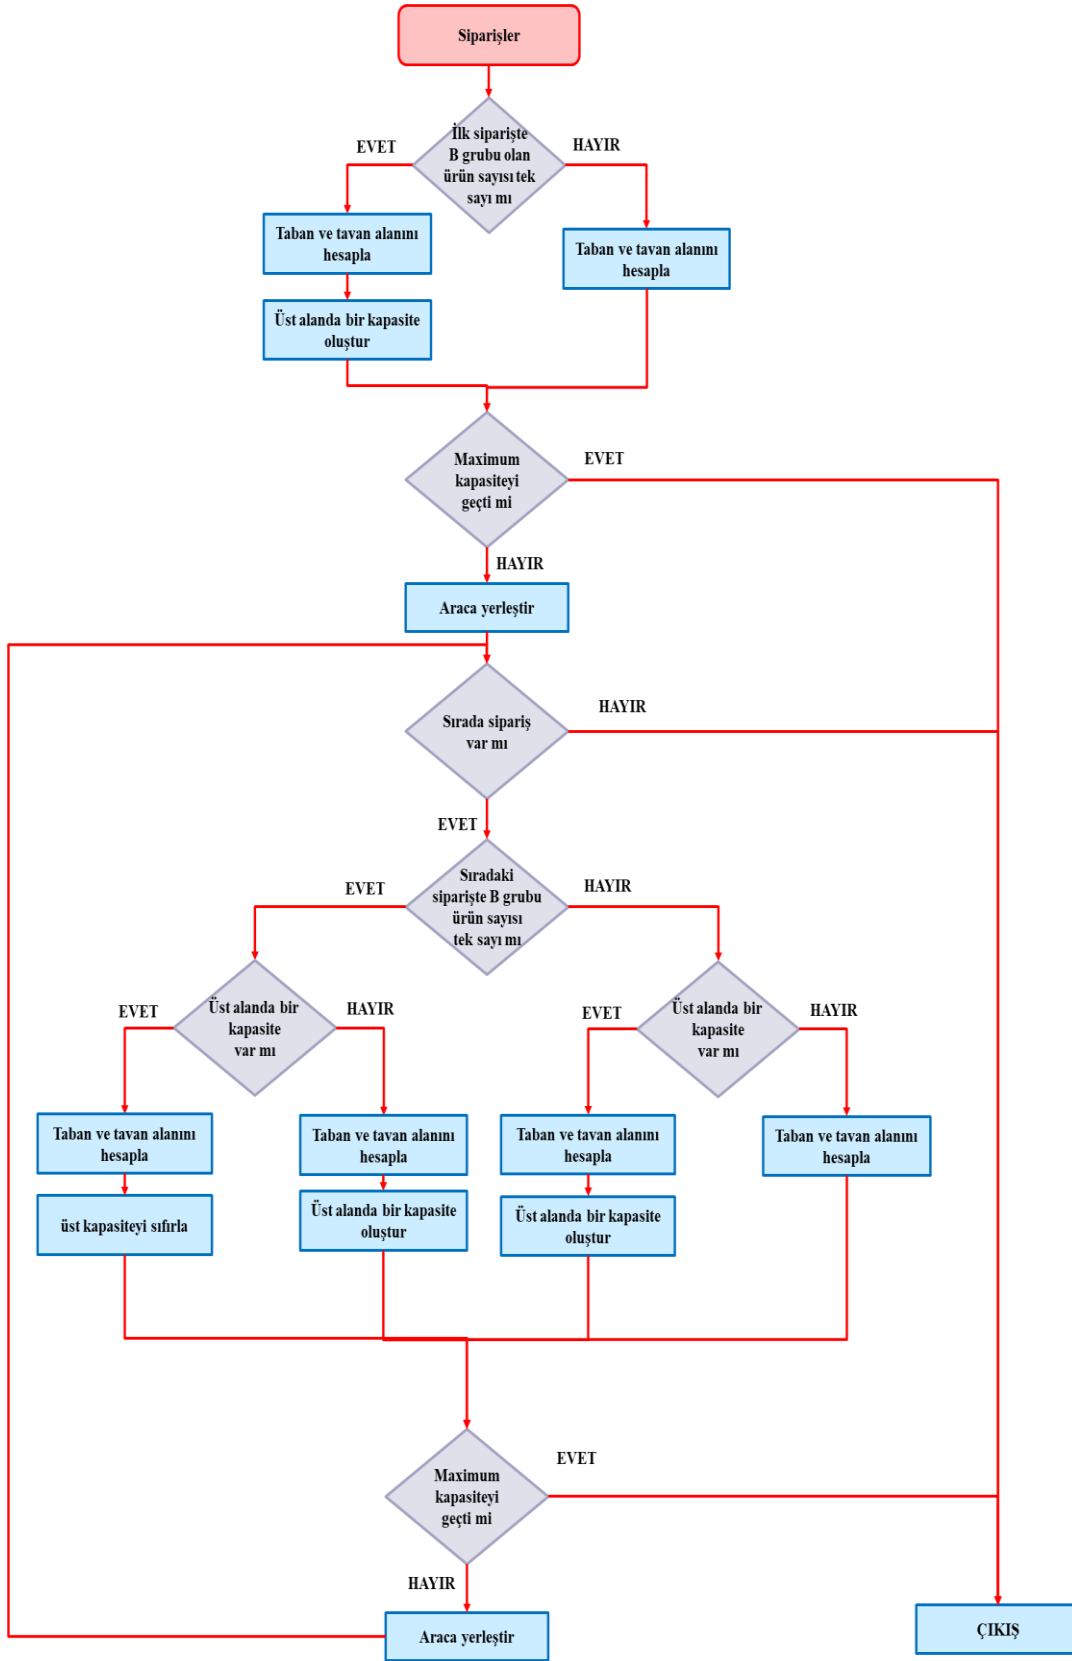 Siparişler
İlk siparişte
B grubu olan
ürün sayısı tek
sayı mı
EVET
HAYIR
Taban ve tavan alanını
hesapla
Taban ve tavan alanını
hesapla
Üst alanda bir kapasite
oluştur
Maximum
kapasiteyi
geçti mi
EVET
HAYIR
Araca yerleştir
Sırada sipariş
var mı
HAYIR
EVET
Sıradaki
siparişte B grubu
ürün sayısı
tek sayı mı
EVET
HAYIR
Üst alanda bir
kapasite
var mı
EVET
HAYIR
Üst alanda bir
kapasite
var mı
EVET
HAYIR
Taban ve tavan alanını
hesapla
Taban ve tavan alanını
hesapla
Taban ve tavan alanını
hesapla
Taban ve tavan alanını
hesapla
üst kapasiteyi sıfırla
Üst alanda bir kapasite
oluştur
Üst alanda bir kapasite
oluştur
Maximum
kapasiteyi
geçti mi
EVET
HAYIR
Araca yerleştir
ÇIKIŞ